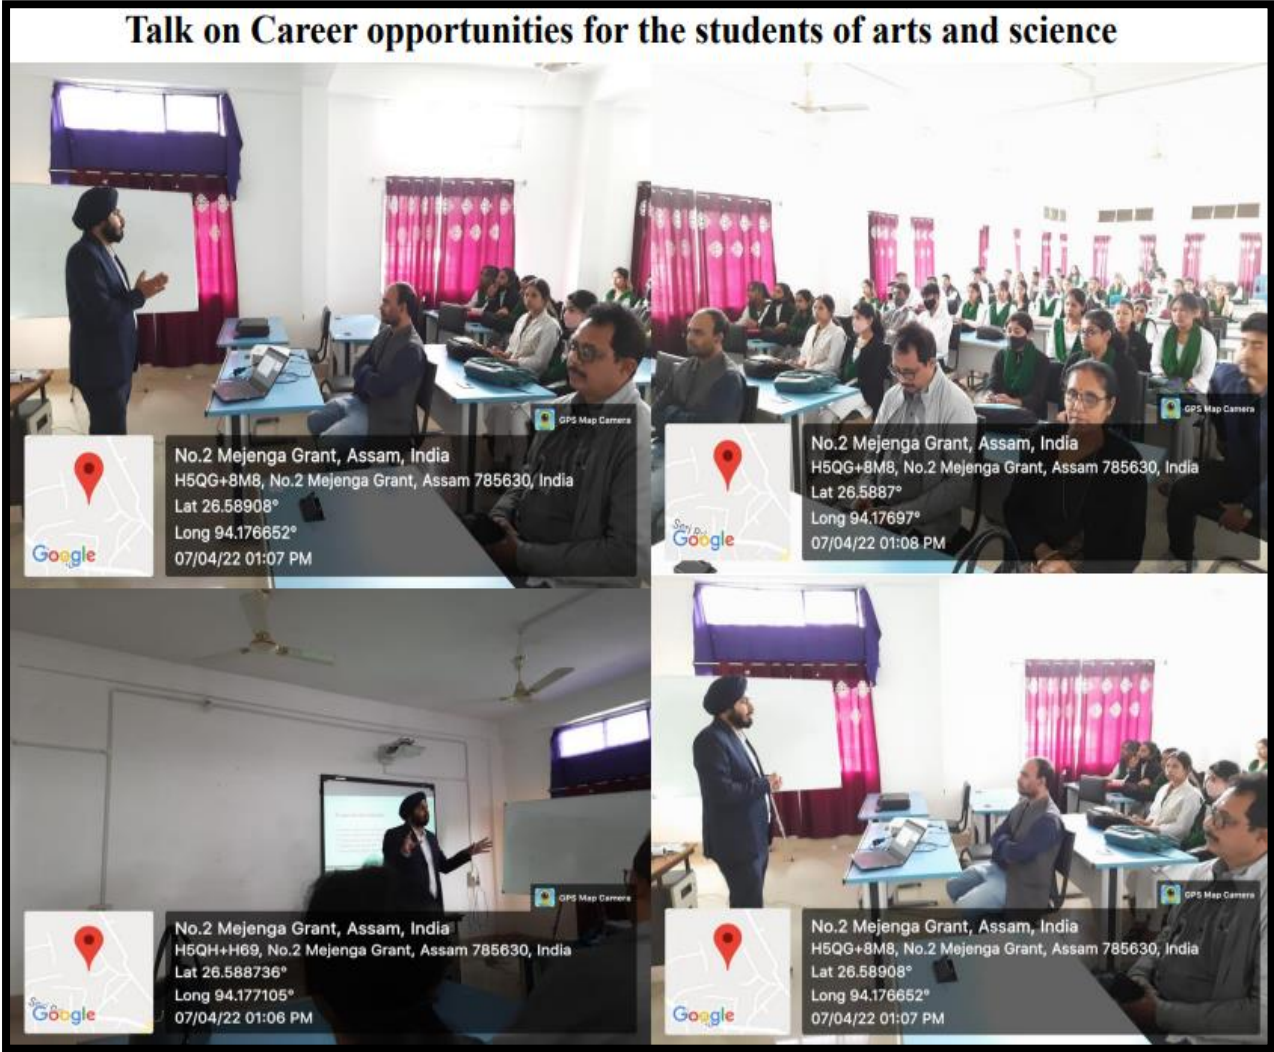 Talk on Career opportunities for the students of arts and science
GPS Map Camera
No.2 Mejenga Grant, Assam, India
H5QG+8M8, No.2 Mejenga Grant, Assam 785630, India
Lat 26.58908°
Long 94.176652°
07/04/22 01:07 PM
Google
GPS Map Camera
No.2 Mejenga Grant, Assam, India
H5QG+8M8, No.2 Mejenga Grant, Assam 785630, India
Lat 26.5887°
Long 94.17697°
07/04/22 01:08 PM
Google
GPS Map Camera
No.2 Mejenga Grant, Assam, India
H5QH+H69, No.2 Mejenga Grant, Assam 785630, India
Lat 26.588736°
Long 94.177105°
07/04/22 01:06 PM
Google
GPS Map Camera
No.2 Mejenga Grant, Assam, India
H5QG+8M8, No.2 Mejenga Grant, Assam 785630, India
Lat 26.58908°
Long 94.176652°
07/04/22 01:07 PM
Google